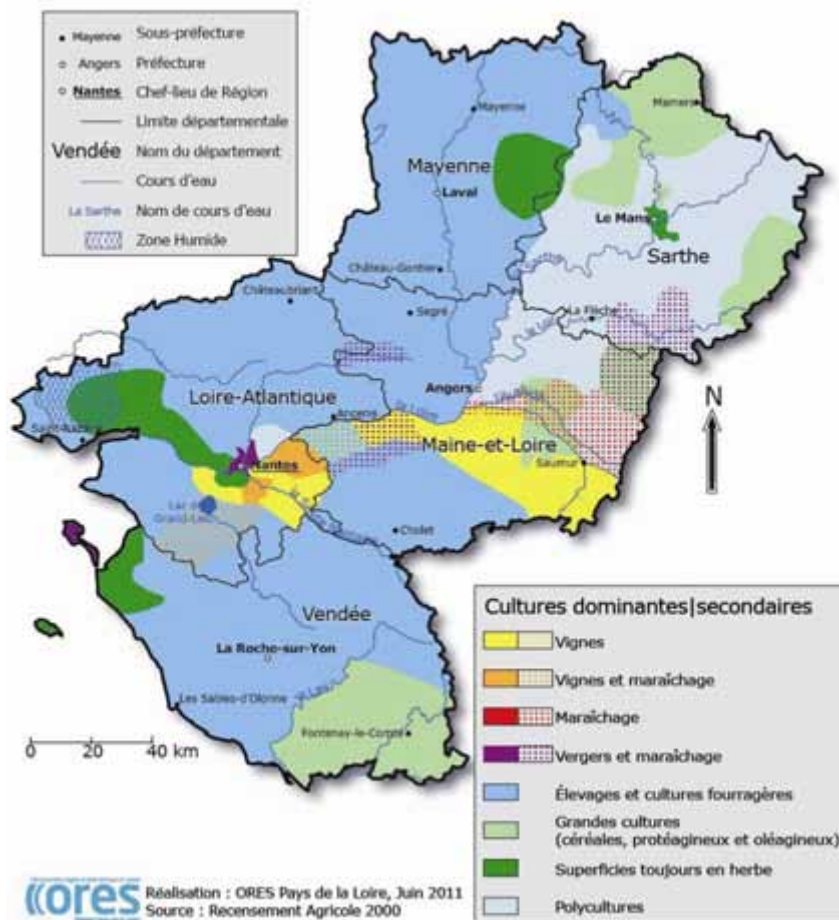 Mayenne Sous-préfecture
Angers Préfecture
Nantes Chef-lieu de Région
Limite départementale
Vendée Nom du département
Cours d'eau
La Sarthe Nom de cours d'eau
Zone Humide
Mayenne
Mamers
Mayenne
Laval
Le Mans
Sarthe
Château-Gontier
Châteaubriant
Segré
La Flèche
Loire-Atlantique
Angers
N
Ancenis
la Loire
Maine-et-Loire
Saint-Nazaire
Nantes
Saumur
Lac de
Grand-Lieu
Cholet
Vendée
La Roche-sur-Yon
Les Sables-d'Olonne
le Lay
Fontenay-le-Comte
0 20 40 km
Cultures dominantes|secondaires
Vignes
Vignes et maraîchage
Maraîchage
Vergers et maraîchage
Élevages et cultures fourragères
Grandes cultures
(céréales, protéagineux et oléagineux)
Superficies toujours en herbe
Polycultures
ores
Réalisation : ORES Pays de la Loire, Juin 2011
Source : Recensement Agricole 2000